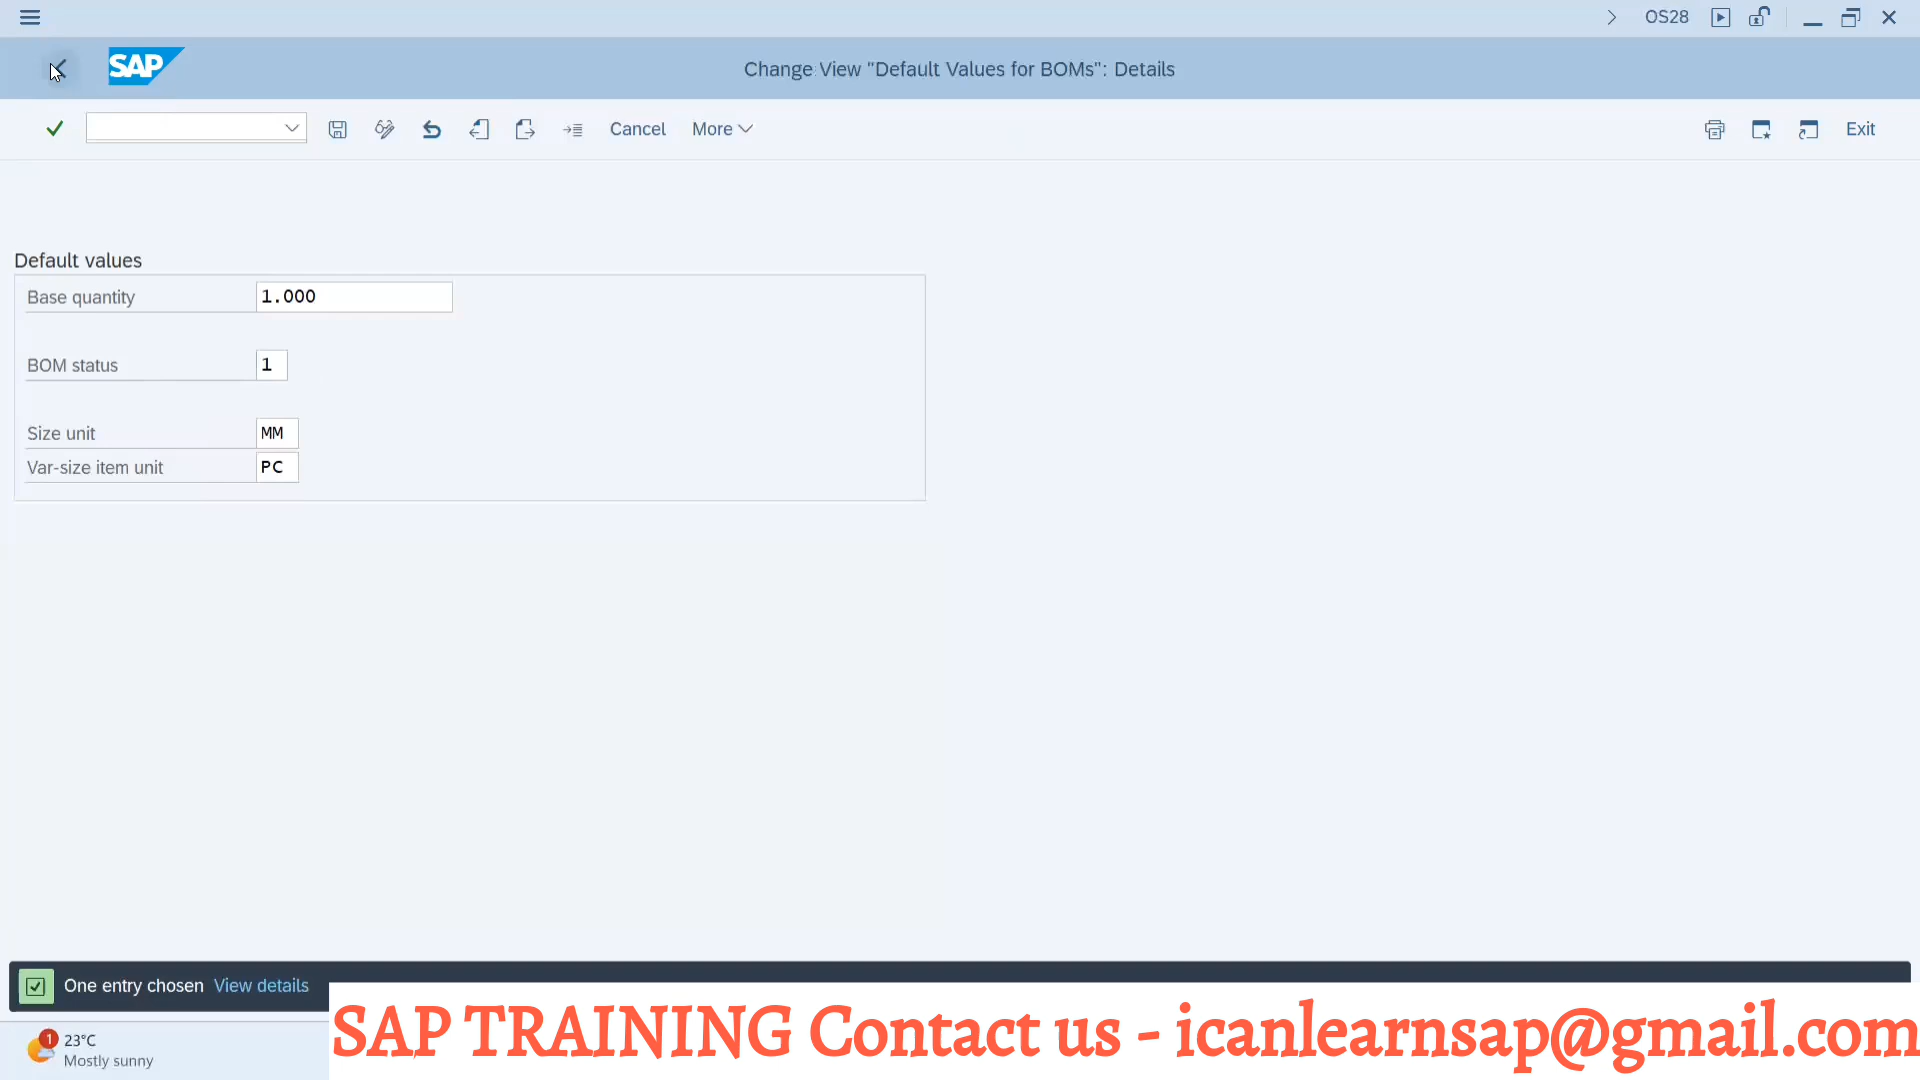 OS28
SAP
Change View "Default Values for BOMs": Details
Cancel
More
Exit
Default values
Base quantity 1.000
BOM status 1
Size unit MM
Var-size item unit PC
One entry chosen View details
1
23°C
Mostly sunny
SAP TRAINING Contact us - icanlearnsap@gmail.com